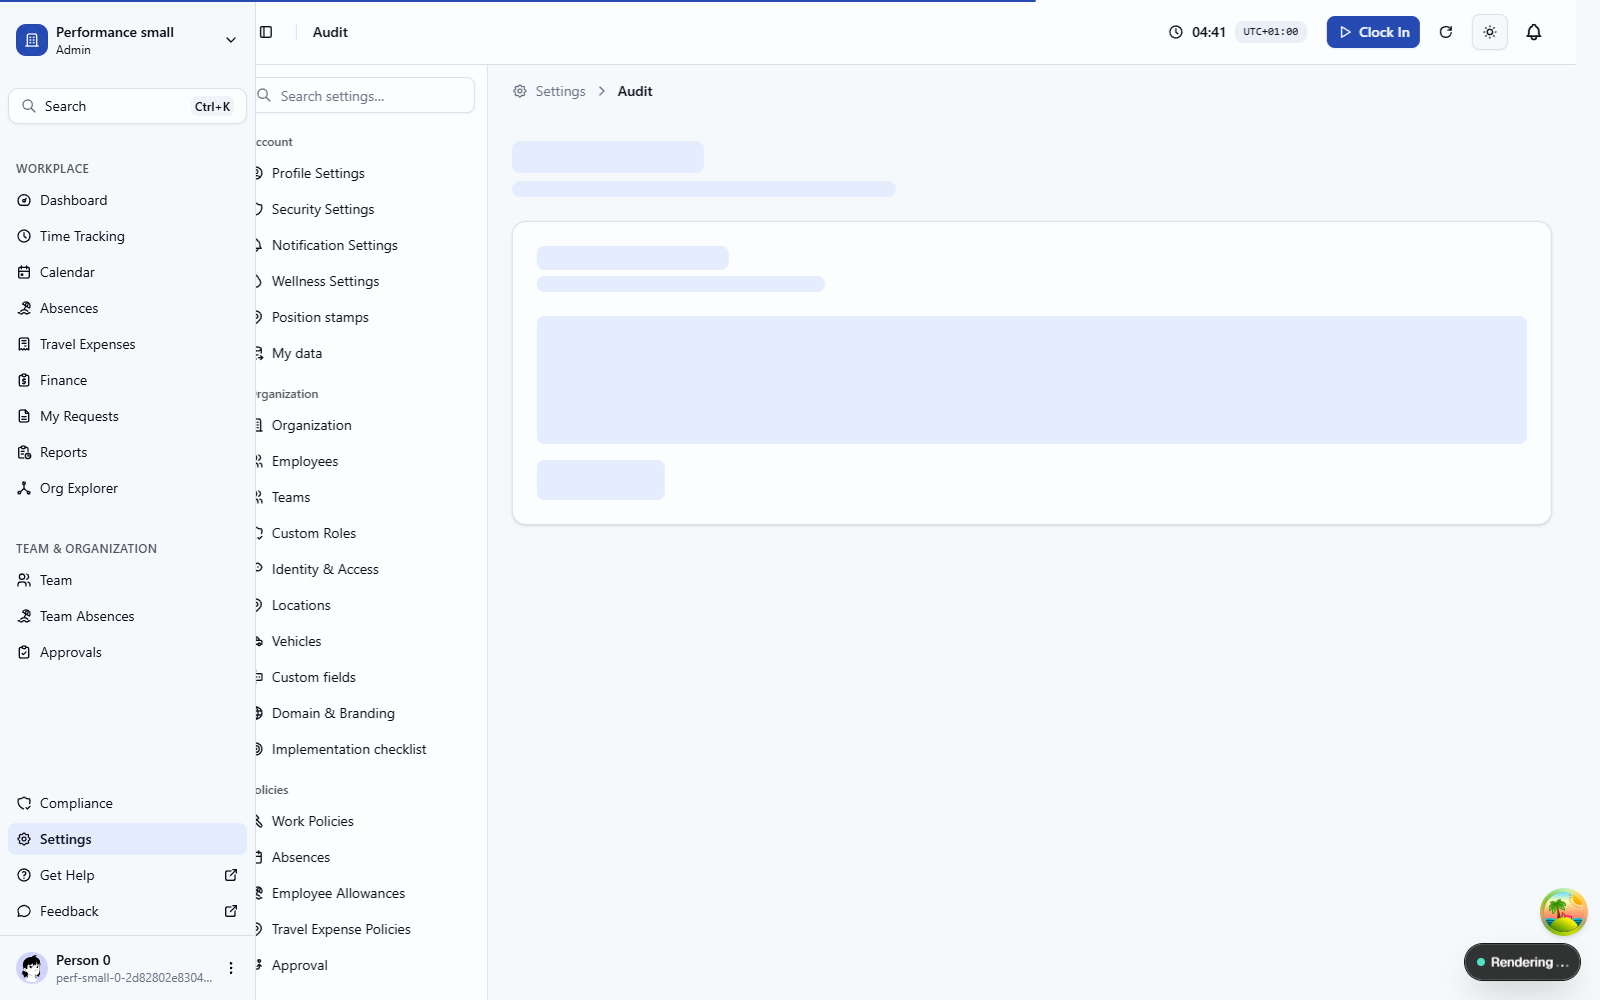 Performance small
Admin
Search
Ctrl+K
WORKPLACE
Dashboard
Time Tracking
Calendar
Absences
Travel Expenses
Finance
My Requests
Reports
Org Explorer
TEAM & ORGANIZATION
Team
Team Absences
Approvals
Compliance
Settings
Get Help
Feedback
Person 0
perf-small-0-2d82802e8304...
Audit
04:41
UTC+01:00
Clock In
Search settings...
ccount
Profile Settings
Security Settings
Notification Settings
Wellness Settings
Position stamps
My data
rganization
Organization
Employees
Teams
Custom Roles
Identity & Access
Locations
Vehicles
Custom fields
Domain & Branding
Implementation checklist
olicies
Work Policies
Absences
Employee Allowances
Travel Expense Policies
Approval
Settings > Audit
Rendering ...